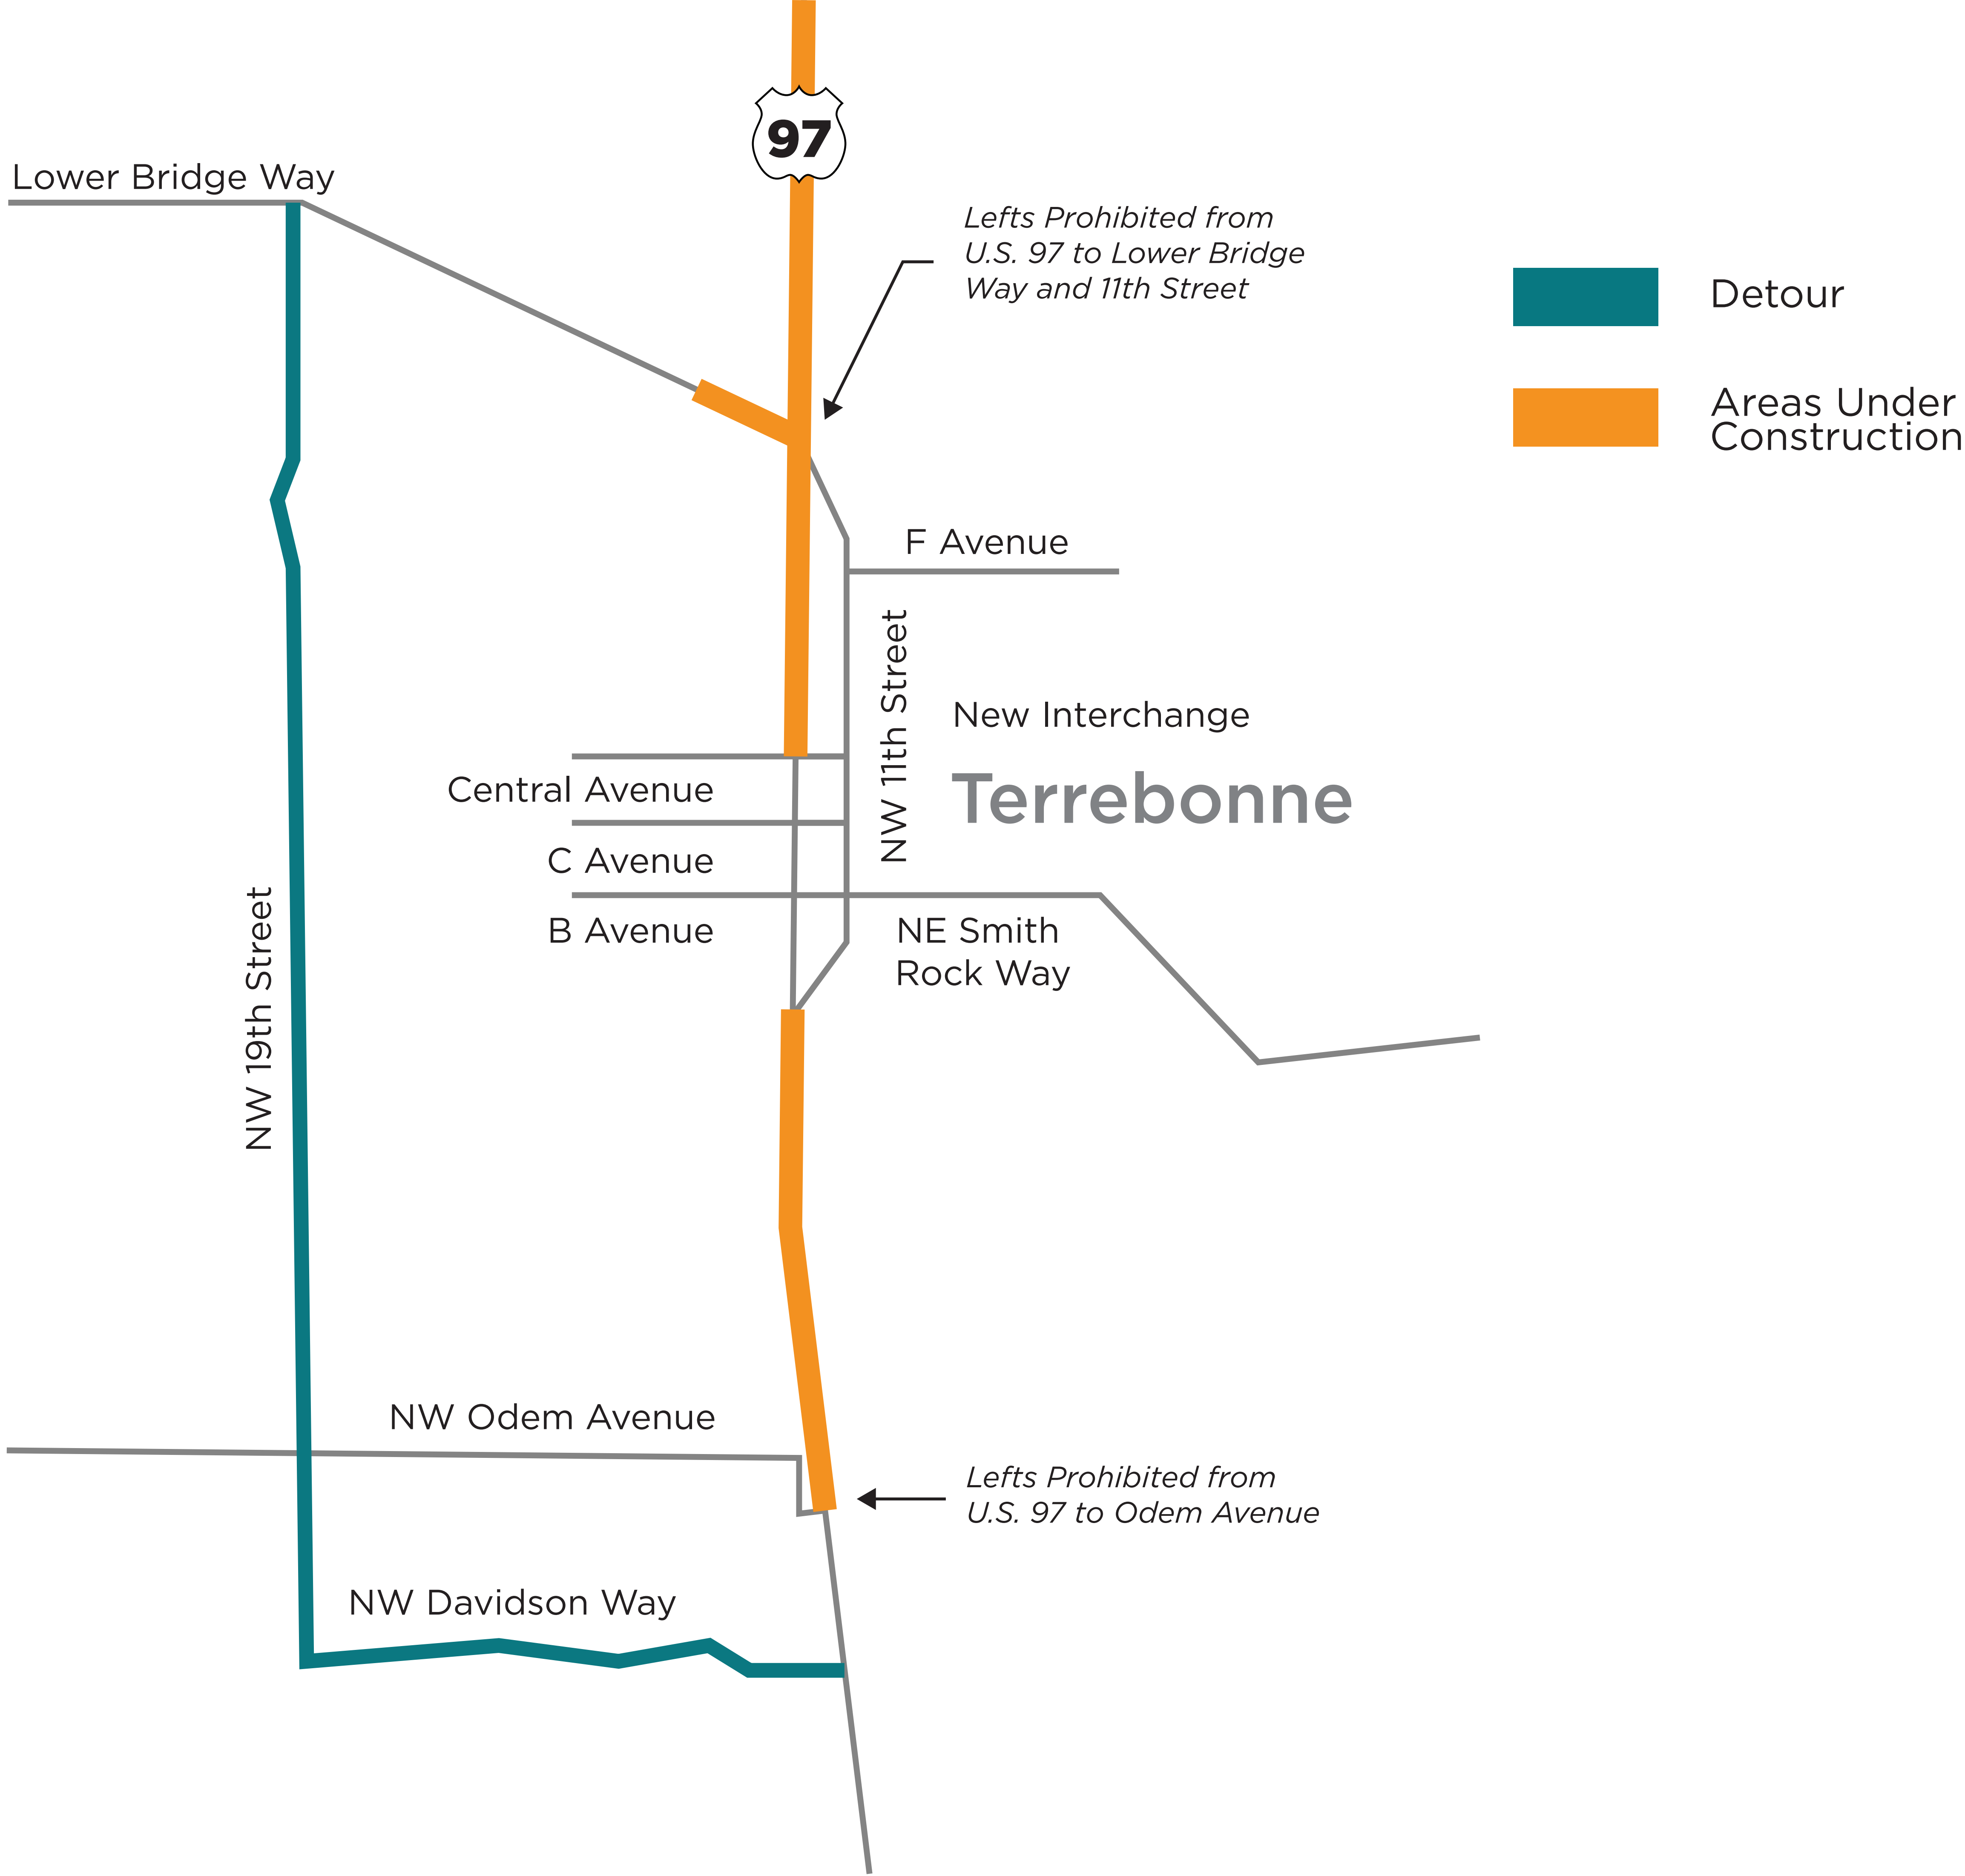 97
Lower Bridge Way
Lefts Prohibited from
U.S. 97 to Lower Bridge
Way and 11th Street
Detour
Areas Under
Construction
F Avenue
NW 11th Street
New Interchange
Central Avenue
Terrebonne
C Avenue
B Avenue
NE Smith
Rock Way
NW 19th Street
NW Odem Avenue
Lefts Prohibited from
U.S. 97 to Odem Avenue
NW Davidson Way